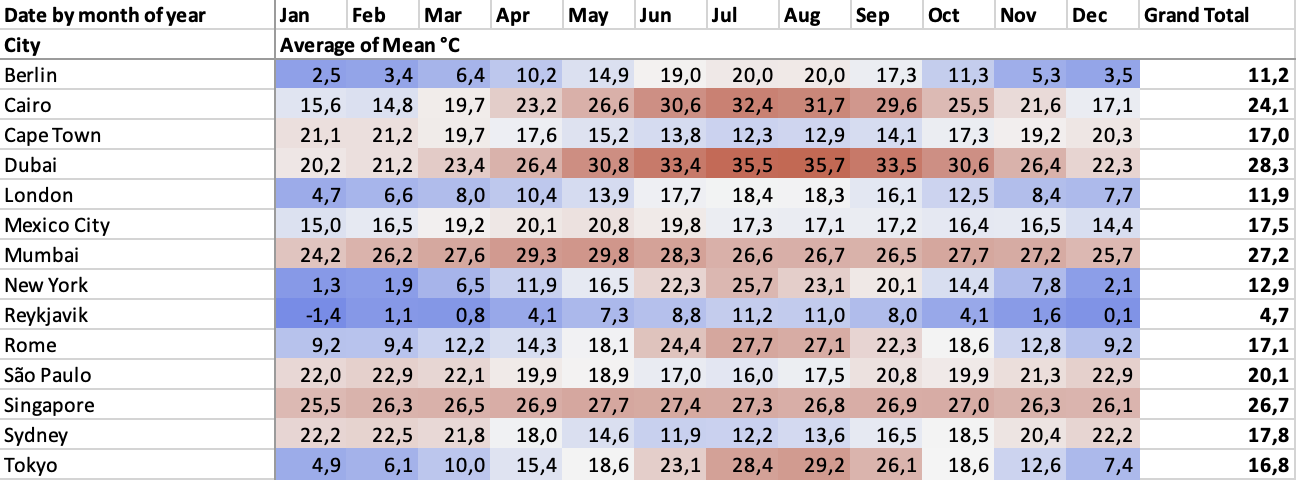 Date by month of year Jan Feb Mar Apr May Jun Jul Aug Sep Oct Nov Dec Grand Total
City Average of Mean °C
Berlin 2,5 3,4 6,4 10,2 14,9 19,0 20,0 20,0 17,3 11,3 5,3 3,5 11,2
Cairo 15,6 14,8 19,7 23,2 26,6 30,6 32,4 31,7 29,6 25,5 21,6 17,1 24,1
Cape Town 21,1 21,2 19,7 17,6 15,2 13,8 12,3 12,9 14,1 17,3 19,2 20,3 17,0
Dubai 20,2 21,2 23,4 26,4 30,8 33,4 35,5 35,7 33,5 30,6 26,4 22,3 28,3
London 4,7 6,6 8,0 10,4 13,9 17,7 18,4 18,3 16,1 12,5 8,4 7,7 11,9
Mexico City 15,0 16,5 19,2 20,1 20,8 19,8 17,3 17,1 17,2 16,4 16,5 14,4 17,5
Mumbai 24,2 26,2 27,6 29,3 29,8 28,3 26,6 26,7 26,5 27,7 27,2 25,7 27,2
New York 1,3 1,9 6,5 11,9 16,5 22,3 25,7 23,1 20,1 14,4 7,8 2,1 12,9
Reykjavik -1,4 1,1 0,8 4,1 7,3 8,8 11,2 11,0 8,0 4,1 1,6 0,1 4,7
Rome 9,2 9,4 12,2 14,3 18,1 24,4 27,7 27,1 22,3 18,6 12,8 9,2 17,1
São Paulo 22,0 22,9 22,1 19,9 18,9 17,0 16,0 17,5 20,8 19,9 21,3 22,9 20,1
Singapore 25,5 26,3 26,5 26,9 27,7 27,4 27,3 26,8 26,9 27,0 26,3 26,1 26,7
Sydney 22,2 22,5 21,8 18,0 14,6 11,9 12,2 13,6 16,5 18,5 20,4 22,2 17,8
Tokyo 4,9 6,1 10,0 15,4 18,6 23,1 28,4 29,2 26,1 18,6 12,6 7,4 16,8